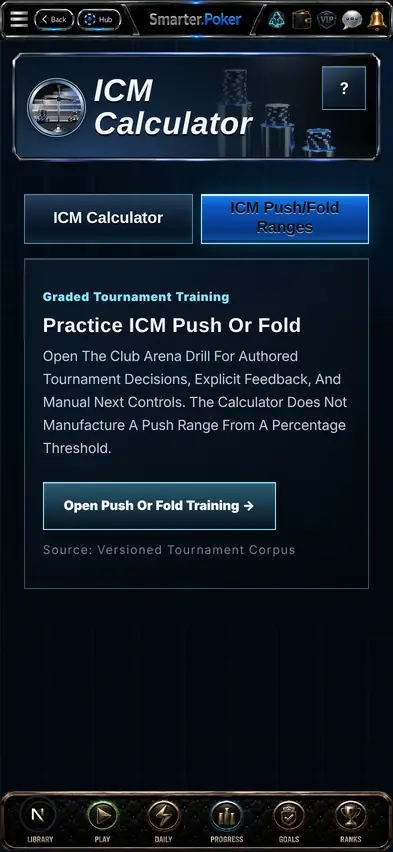 Back
Hub
Smarter.Poker
VIP
ICM
Calculator
?
ICM Calculator
ICM Push/Fold
Ranges
Graded Tournament Training
Practice ICM Push Or Fold
Open The Club Arena Drill For Authored
Tournament Decisions, Explicit Feedback, And
Manual Next Controls. The Calculator Does Not
Manufacture A Push Range From A Percentage
Threshold.
Open Push Or Fold Training →
Source: Versioned Tournament Corpus
N
LIBRARY
PLAY
DAILY
PROGRESS
GOALS
RANKS